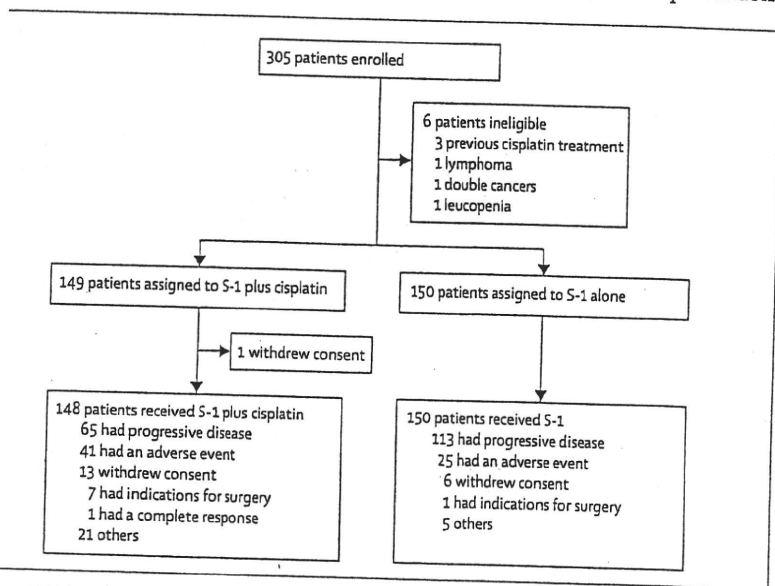 305 patients enrolled
6 patients ineligible
3 previous cisplatin treatment
1 lymphoma
1 double cancers
1 leucopenia
149 patients assigned to S-1 plus cisplatin
150 patients assigned to S-1 alone
1 withdrew consent
148 patients received S-1 plus cisplatin
65 had progressive disease
41 had an adverse event
13 withdrew consent
7 had indications for surgery
1 had a complete response
21 others
150 patients received S-1
113 had progressive disease
25 had an adverse event
6 withdrew consent
1 had indications for surgery
5 others